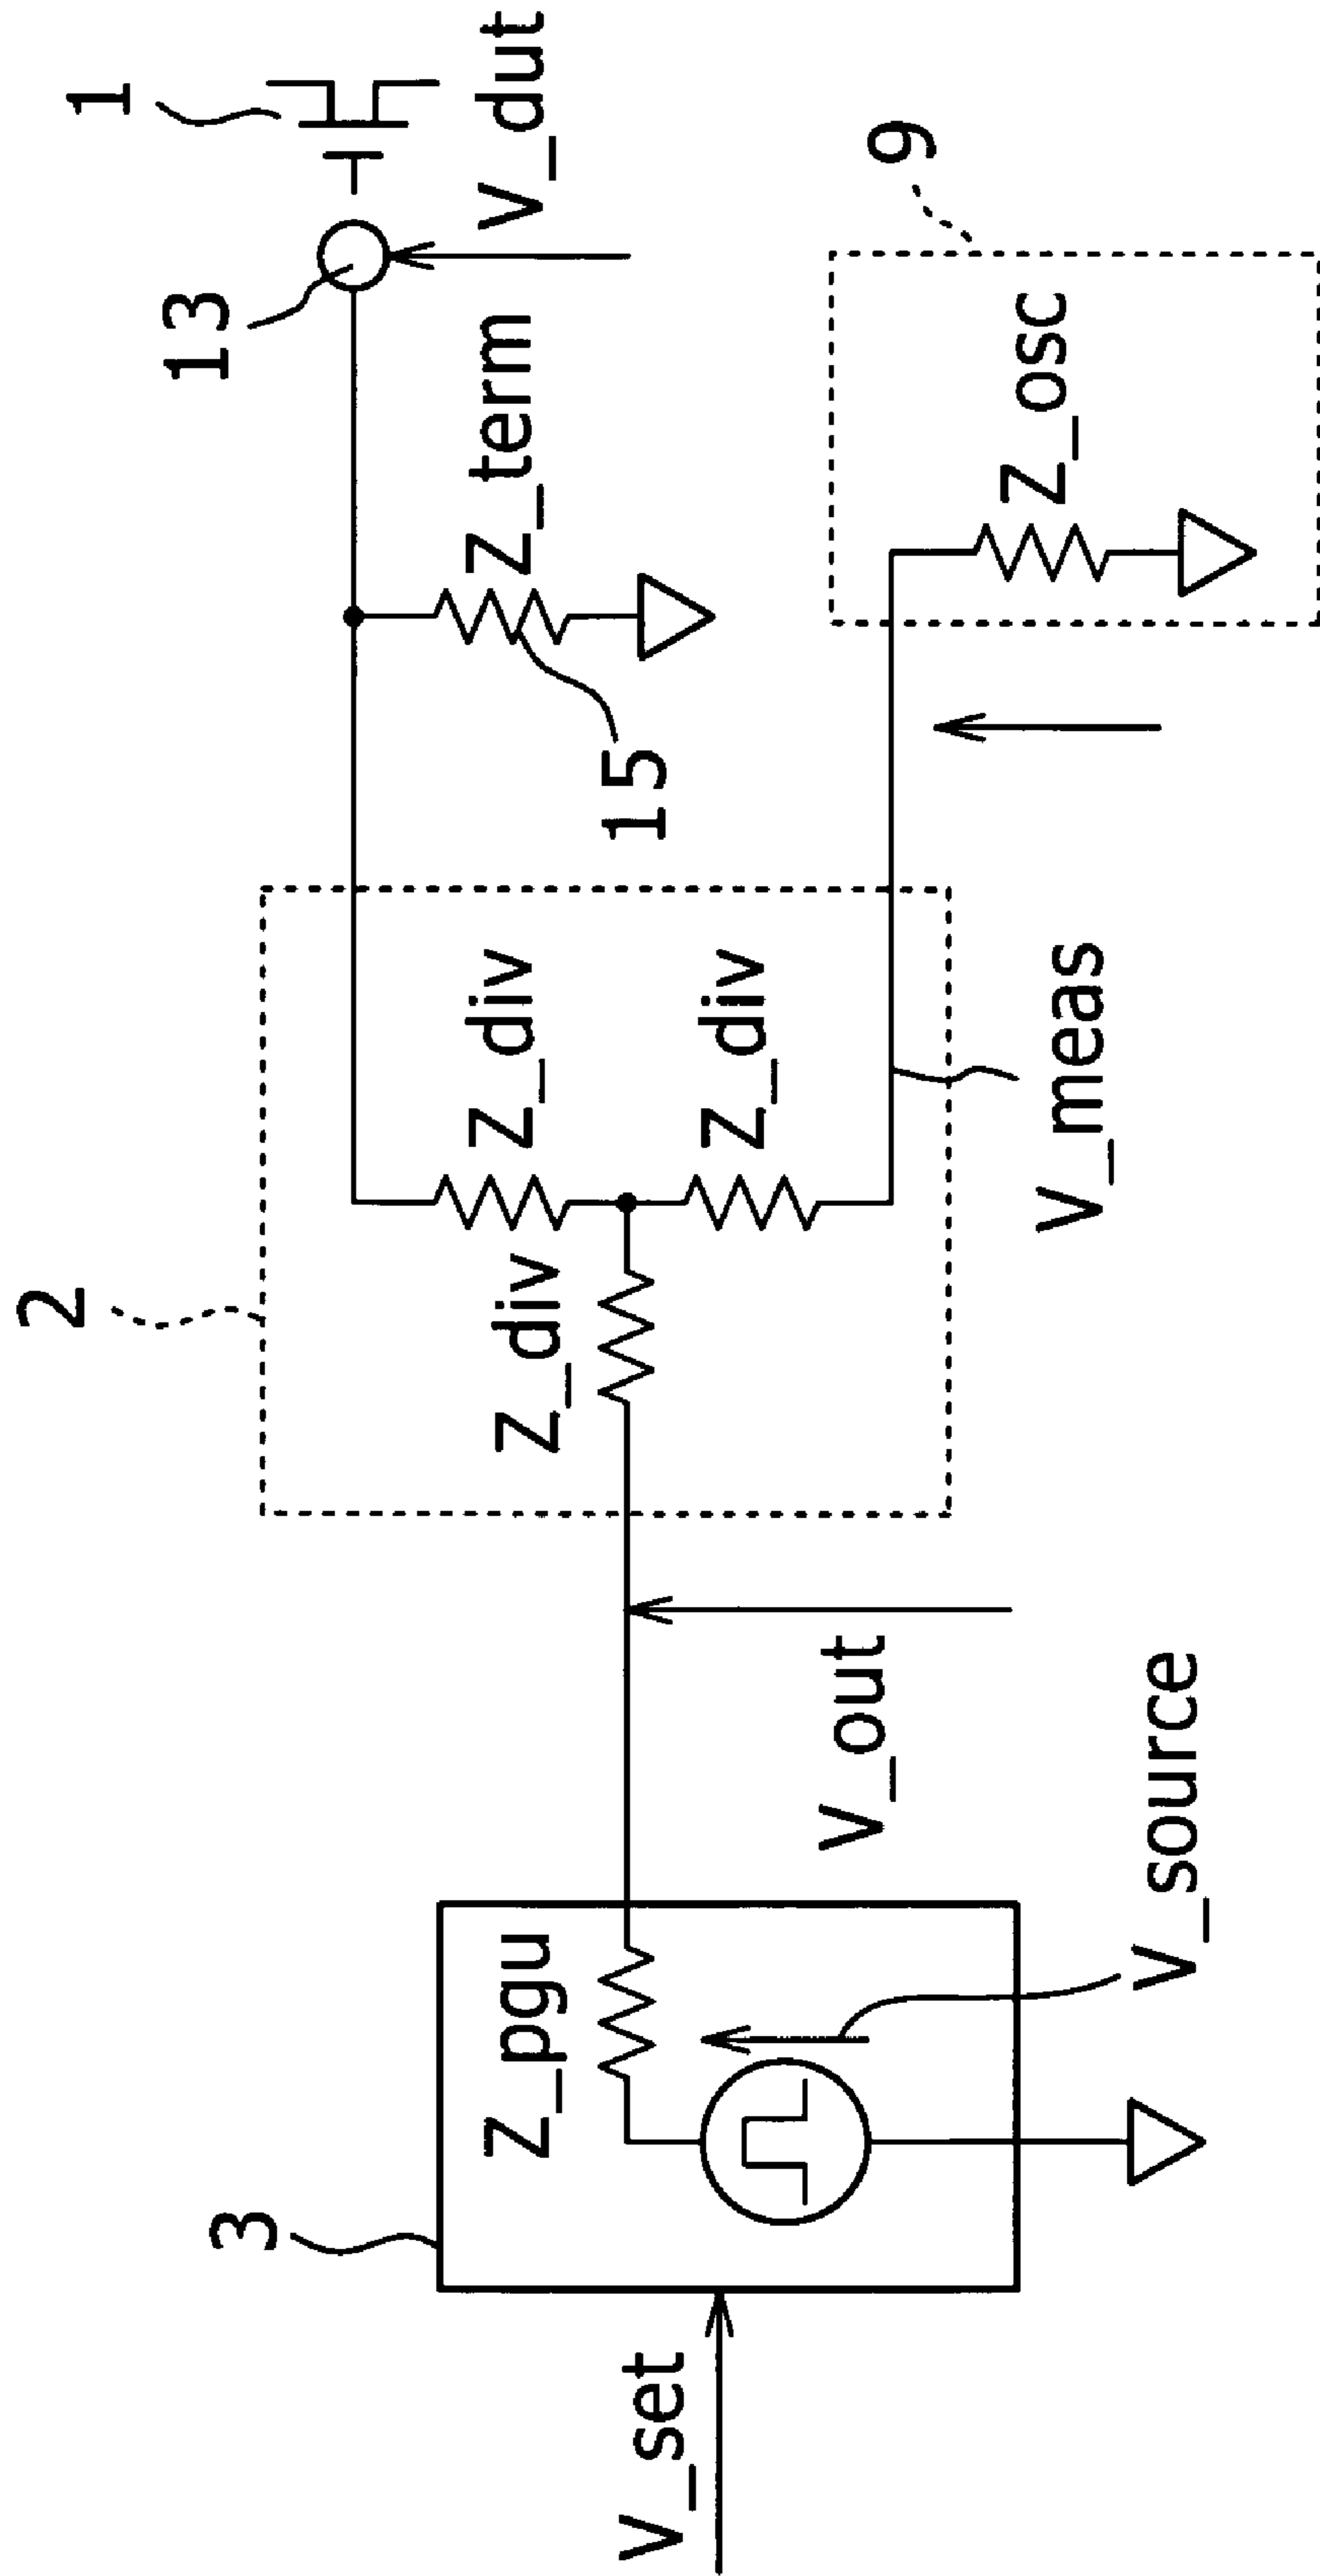 2
1
13
3
Z_div
Z_div
Z_term
V_dut
Z_pgu
15
V_set
Z_div
9
V_out
Z_osc
V_meas
V_source